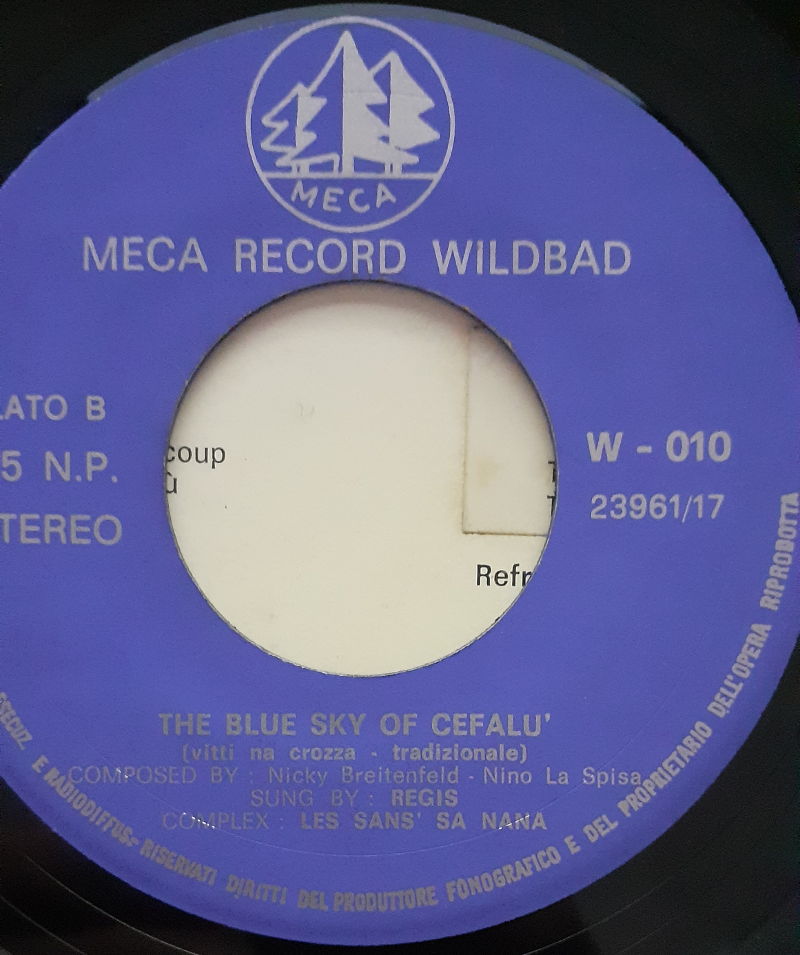 MECA
MECA RECORD WILDBAD
LATO B
5 N.P.
TEREO
W - 010
23961/17
coup
Refr
THE BLUE SKY OF CEFALU'
(vitti na crozza - tradizionale)
COMPOSED BY : Nicky Breitenfeld - Nino La Spisa
SUNG BY : REGIS
COMPLEX : LES SANS' SA NANA
E RADIODIFFUS. RISERVATI DIRITTI DEL PRODUTTORE FONOGRAFICO E DEL PROPRIETARIO DELL'OPERA RIPRODOTTA